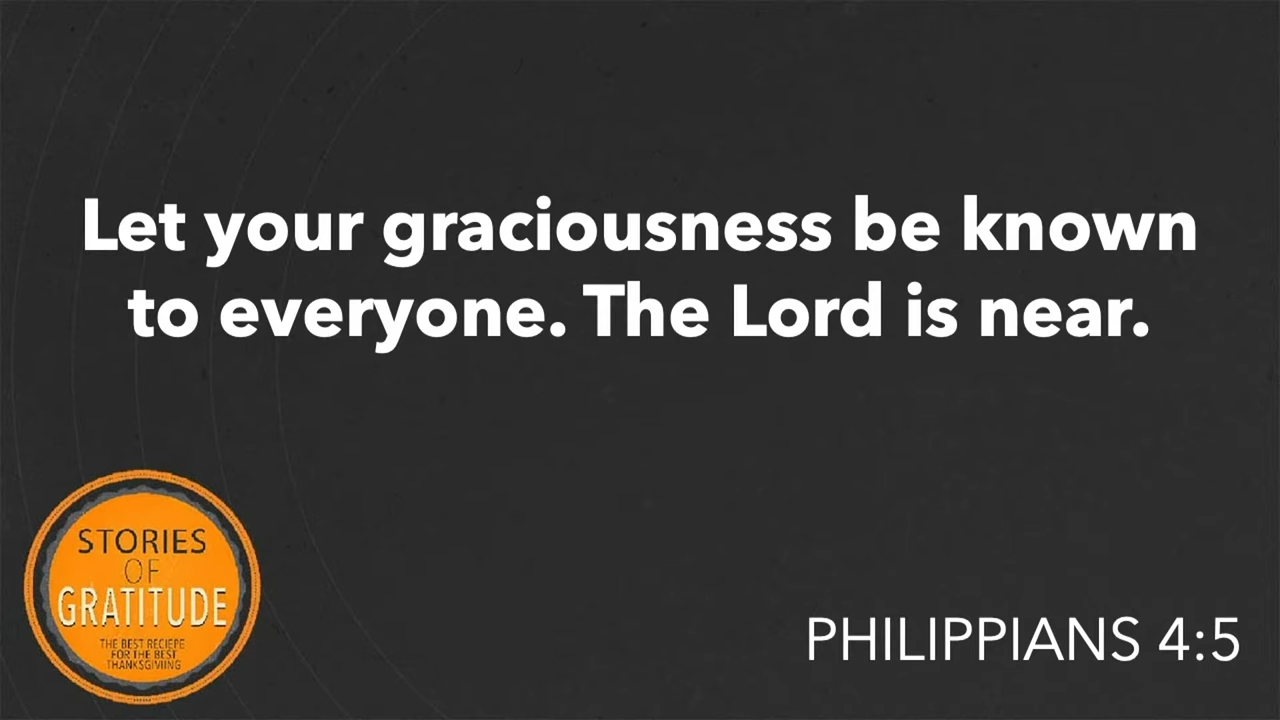 Let your graciousness be known
to everyone. The Lord is near.
STORIES
OF
GRATITUDE
THE BEST RECIEPE
FOR THE BEST
THANKSGIVIING
PHILIPPIANS 4:5